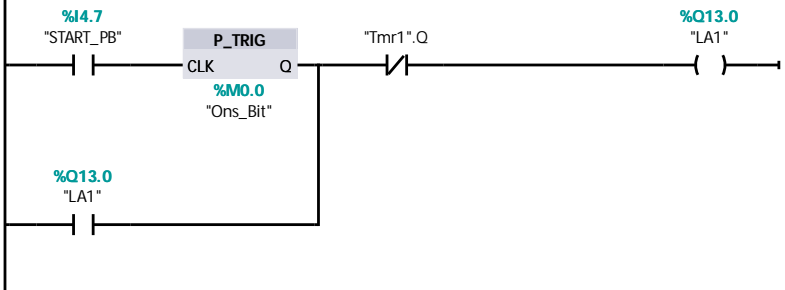 %I4.7
"START_PB"
P_TRIG
CLK Q
%M0.0
"Ons_Bit"
"Tmr1".Q
%Q13.0
"LA1"
%Q13.0
"LA1"